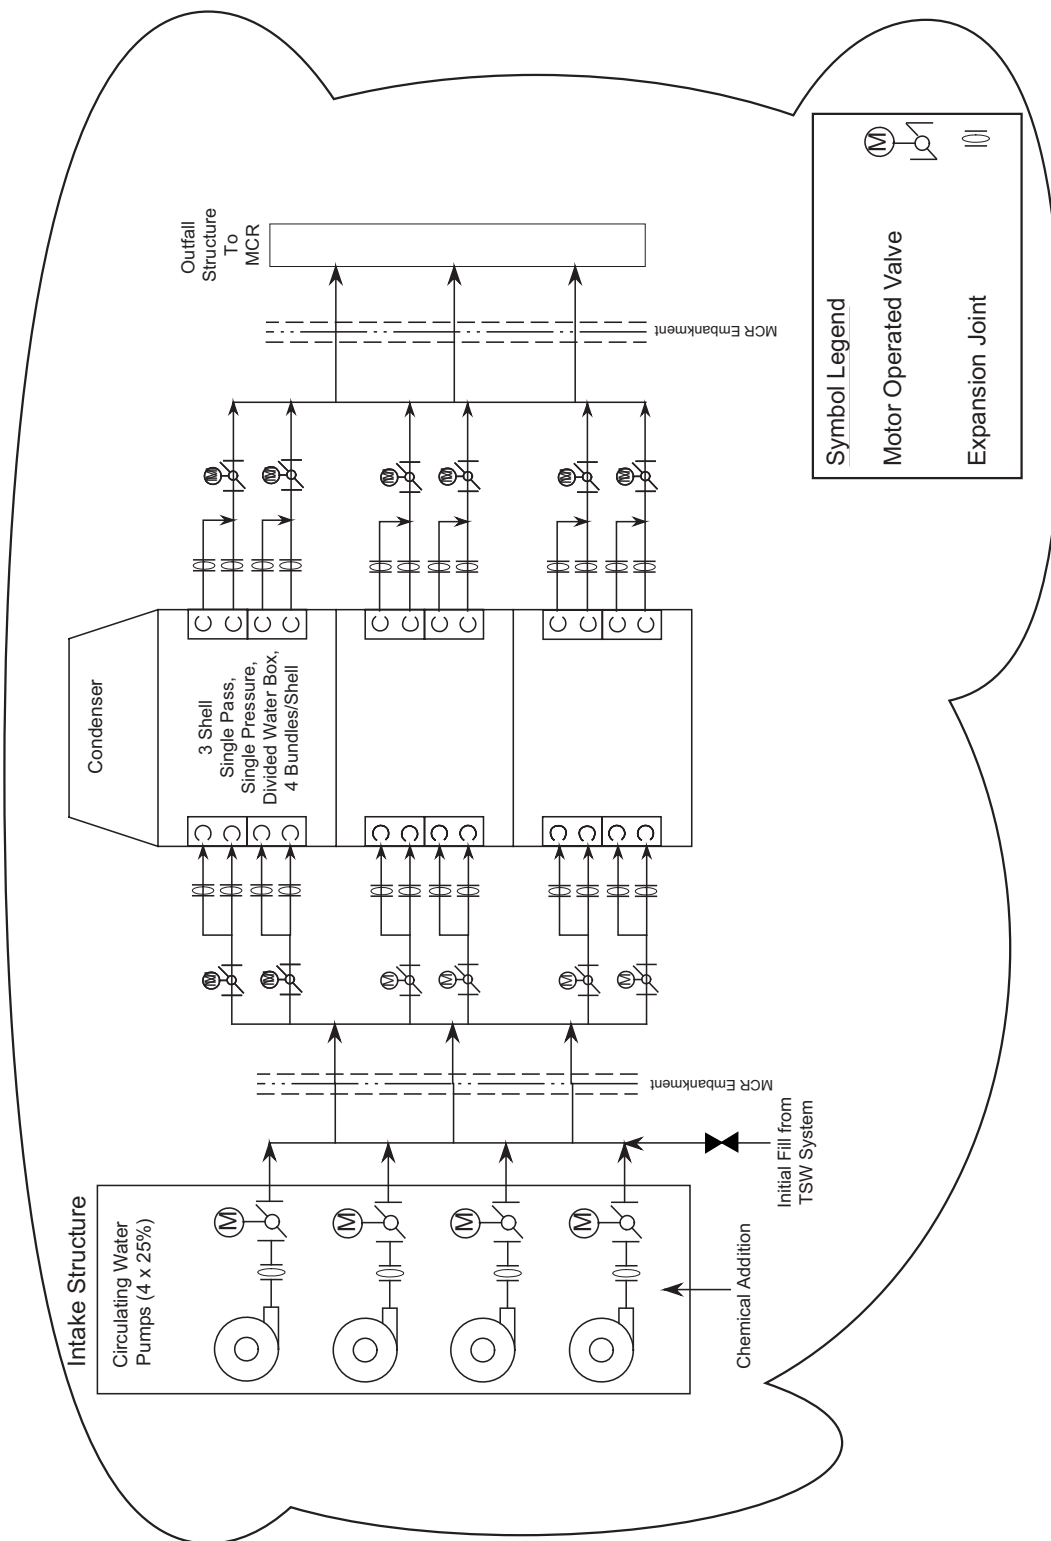 Intake Structure
Circulating Water
Pumps (4 x 25%)
M
M
M
M
Chemical Addition
Initial Fill from
TSW System
MCR Embankment
M
M
M
M
M
M
Condenser
3 Shell
Single Pass,
Single Pressure,
Divided Water Box,
4 Bundles/Shell
M
M
M
M
M
M
MCR Embankment
Outfall
Structure
To
MCR
Symbol Legend
Motor Operated Valve
M
Expansion Joint